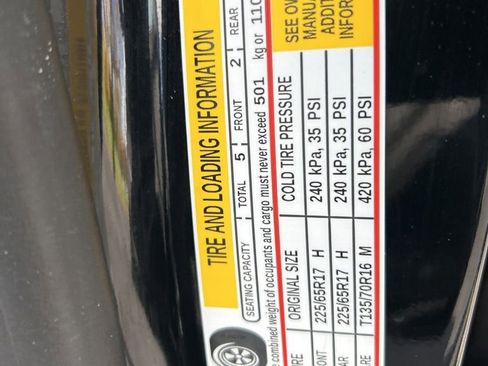 TIRE AND LOADING INFORMATION
SEATING CAPACITY TOTAL 5 FRONT 2 REAR
combined weight of occupants and cargo must never exceed 501 kg or 110
ORIGINAL SIZE COLD TIRE PRESSURE
225/65R17 H 240 kPa, 35 PSI
225/65R17 H 240 kPa, 35 PSI
T135/70R16 M 420 kPa, 60 PSI
SEE OW
MANUA
ADDIT
INFOR